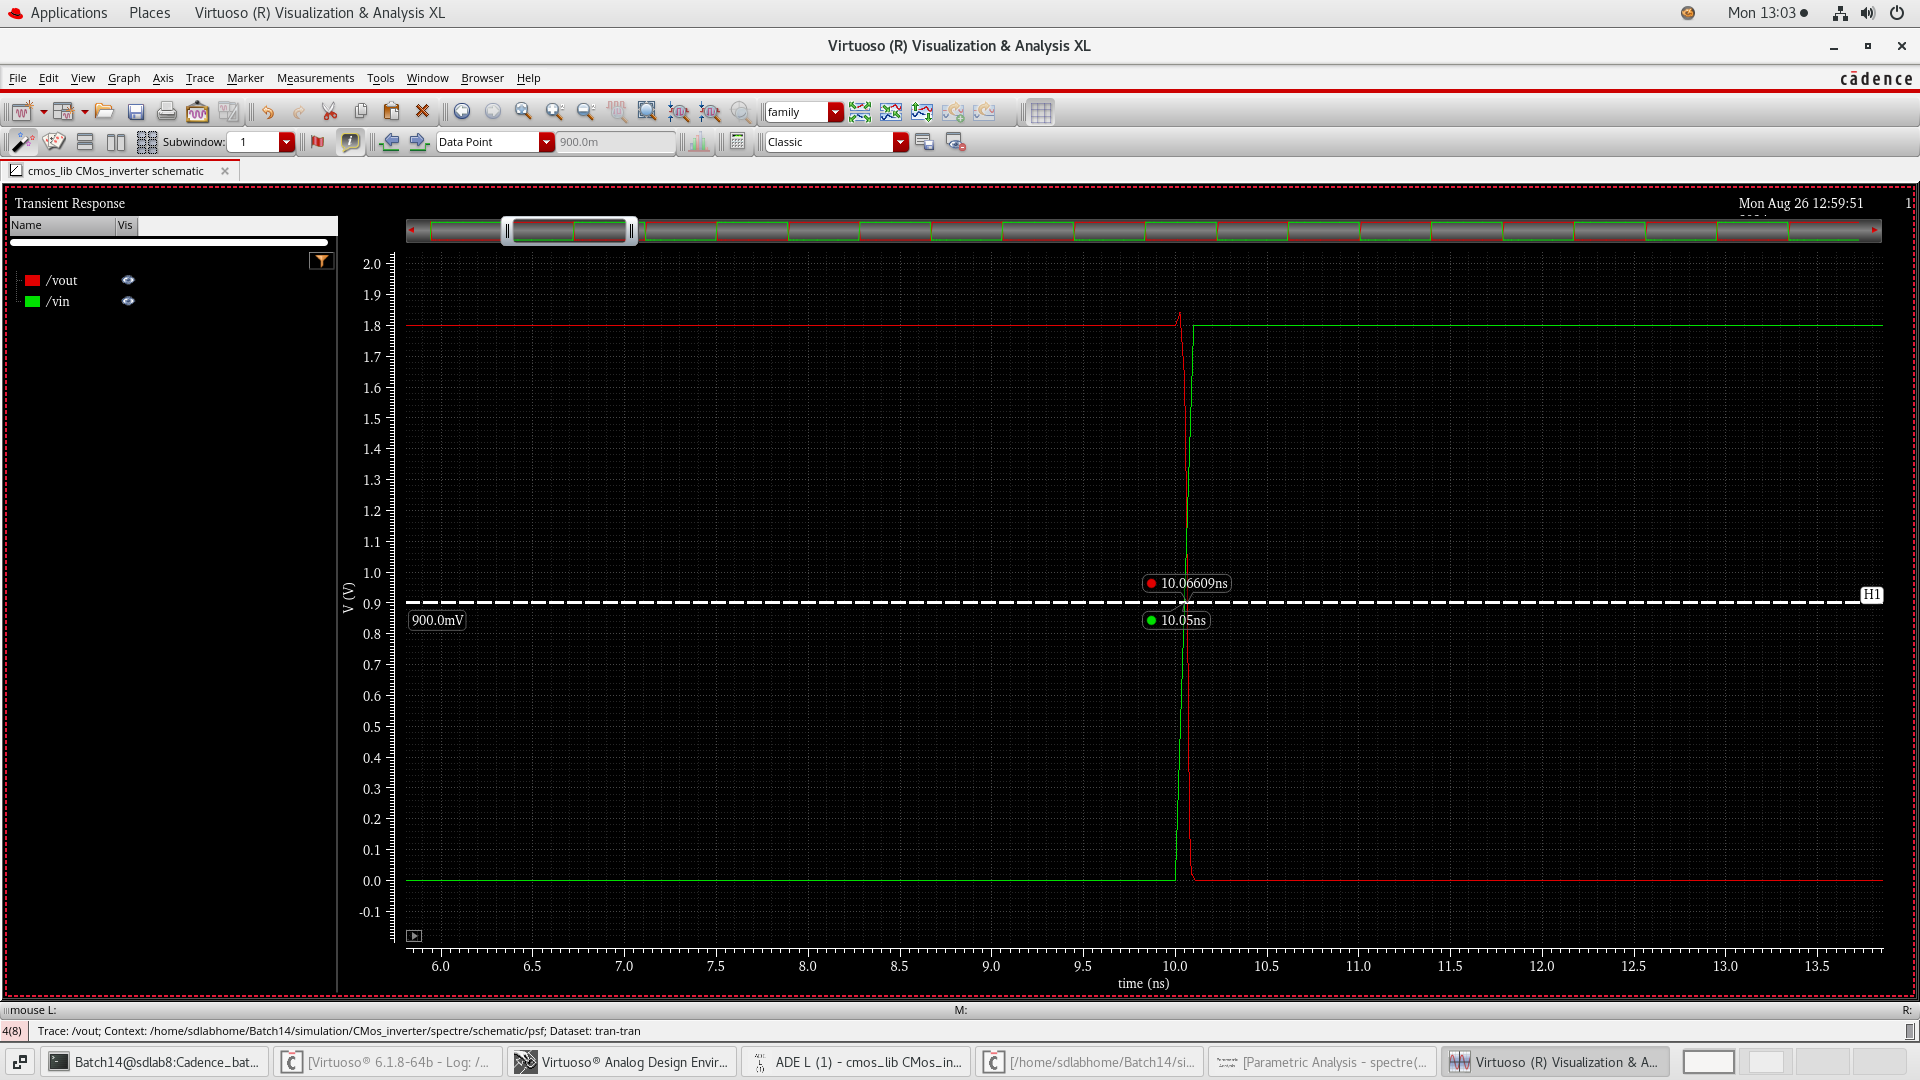 Applications Places Virtuoso (R) Visualization & Analysis XL Mon 13:03
Virtuoso (R) Visualization & Analysis XL
File Edit View Graph Axis Trace Marker Measurements Tools Window Browser Help cādence
family
Subwindow: 1 Data Point 900.0m Classic
cmos_lib CMos_inverter schematic
Transient Response Mon Aug 26 12:59:51 1
Name Vis
/vout
/vin
2.0
1.9
1.8
1.7
1.6
1.5
1.4
1.3
1.2
1.1
1.0
10.06609ns
V (V)
0.9
H1
900.0mV
10.05ns
0.8
0.7
0.6
0.5
0.4
0.3
0.2
0.1
0.0
-0.1
6.0 6.5 7.0 7.5 8.0 8.5 9.0 9.5 10.0 10.5 11.0 11.5 12.0 12.5 13.0 13.5
time (ns)
mouse L: M: R:
4(8) Trace: /vout; Context: /home/sdlabhome/Batch14/simulation/CMos_inverter/spectre/schematic/psf; Dataset: tran-tran
Batch14@sdlab8:Cadence_bat... [Virtuoso® 6.1.8-64b - Log: /... Virtuoso® Analog Design Envir... ADE L (1) - cmos_lib CMos_in... [/home/sdlabhome/Batch14/si... [Parametric Analysis - spectre(... Virtuoso (R) Visualization & A...